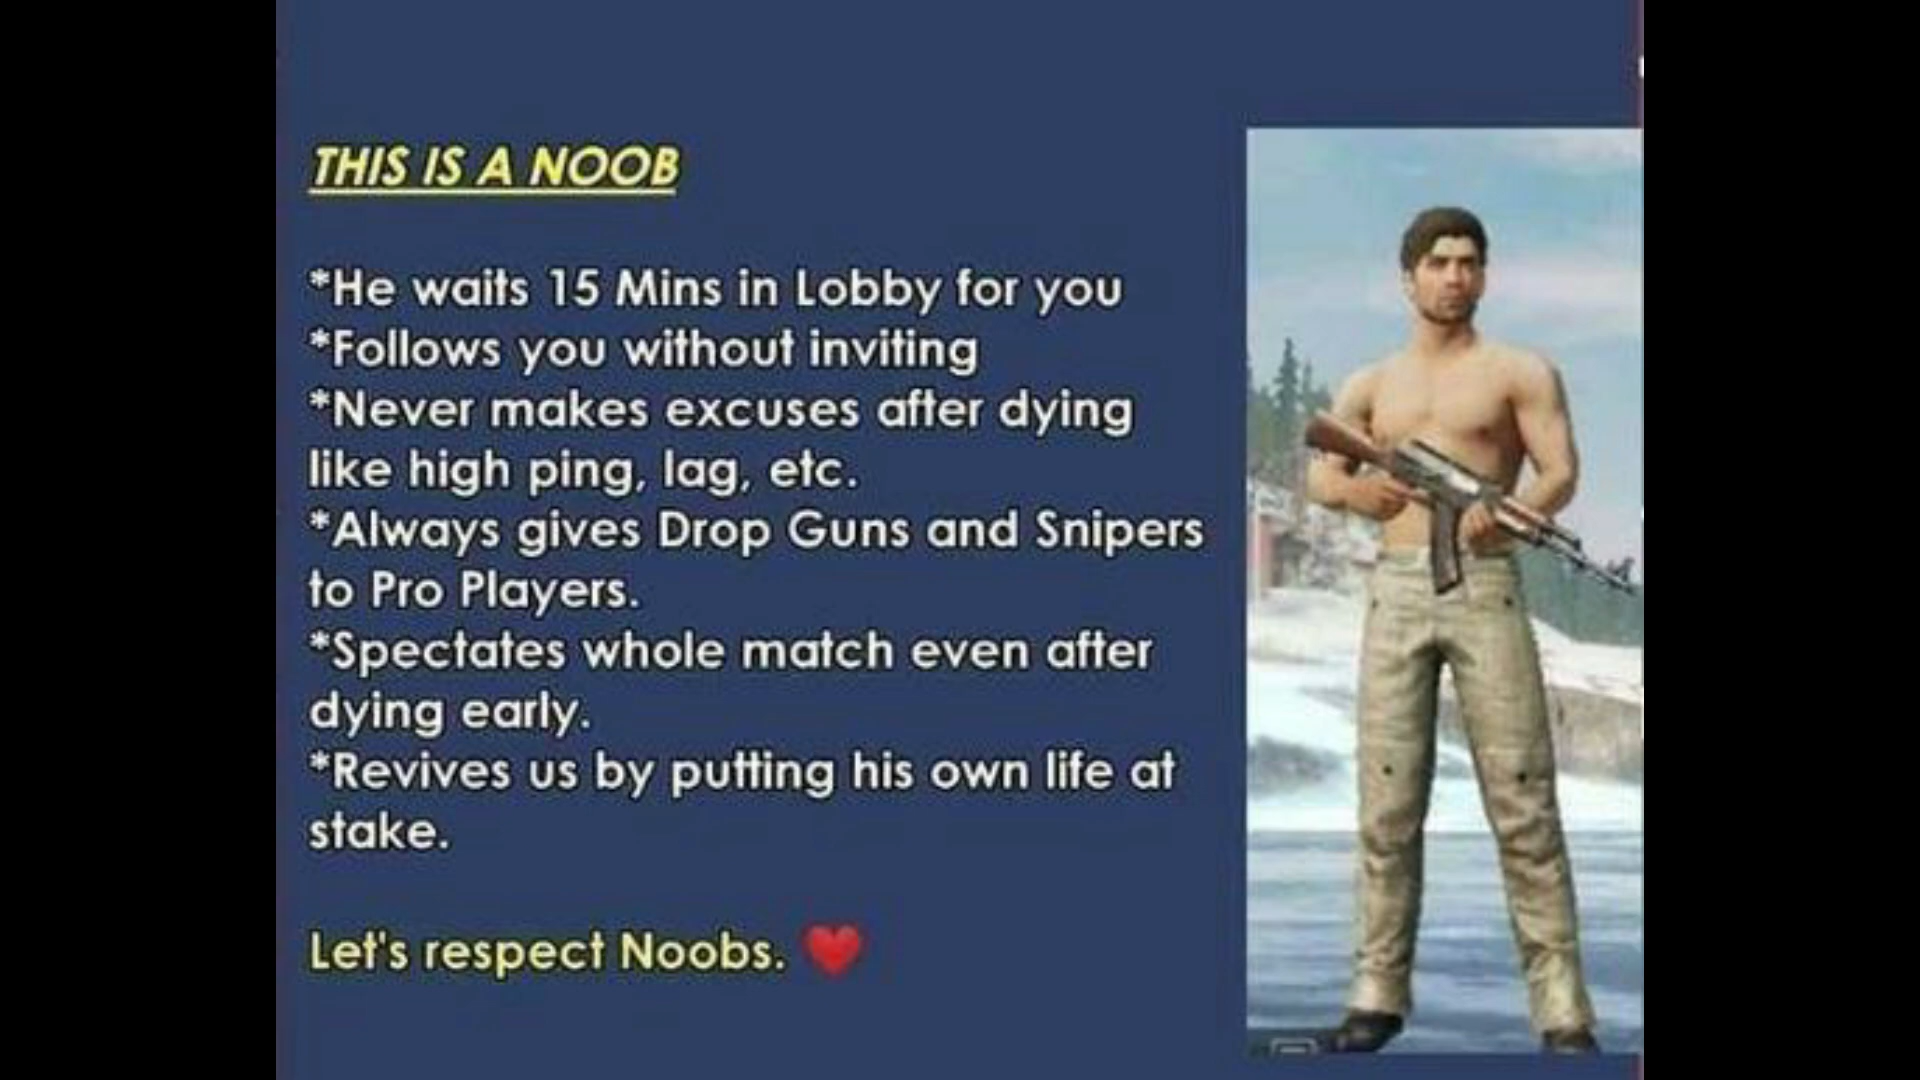 THIS IS A NOOB
*He waits 15 Mins in Lobby for you
*Follows you without inviting
*Never makes excuses after dying
like high ping, lag, etc.
*Always gives Drop Guns and Snipers
to Pro Players.
*Spectates whole match even after
dying early.
*Revives us by putting his own life at
stake.
Let's respect Noobs. ❤️